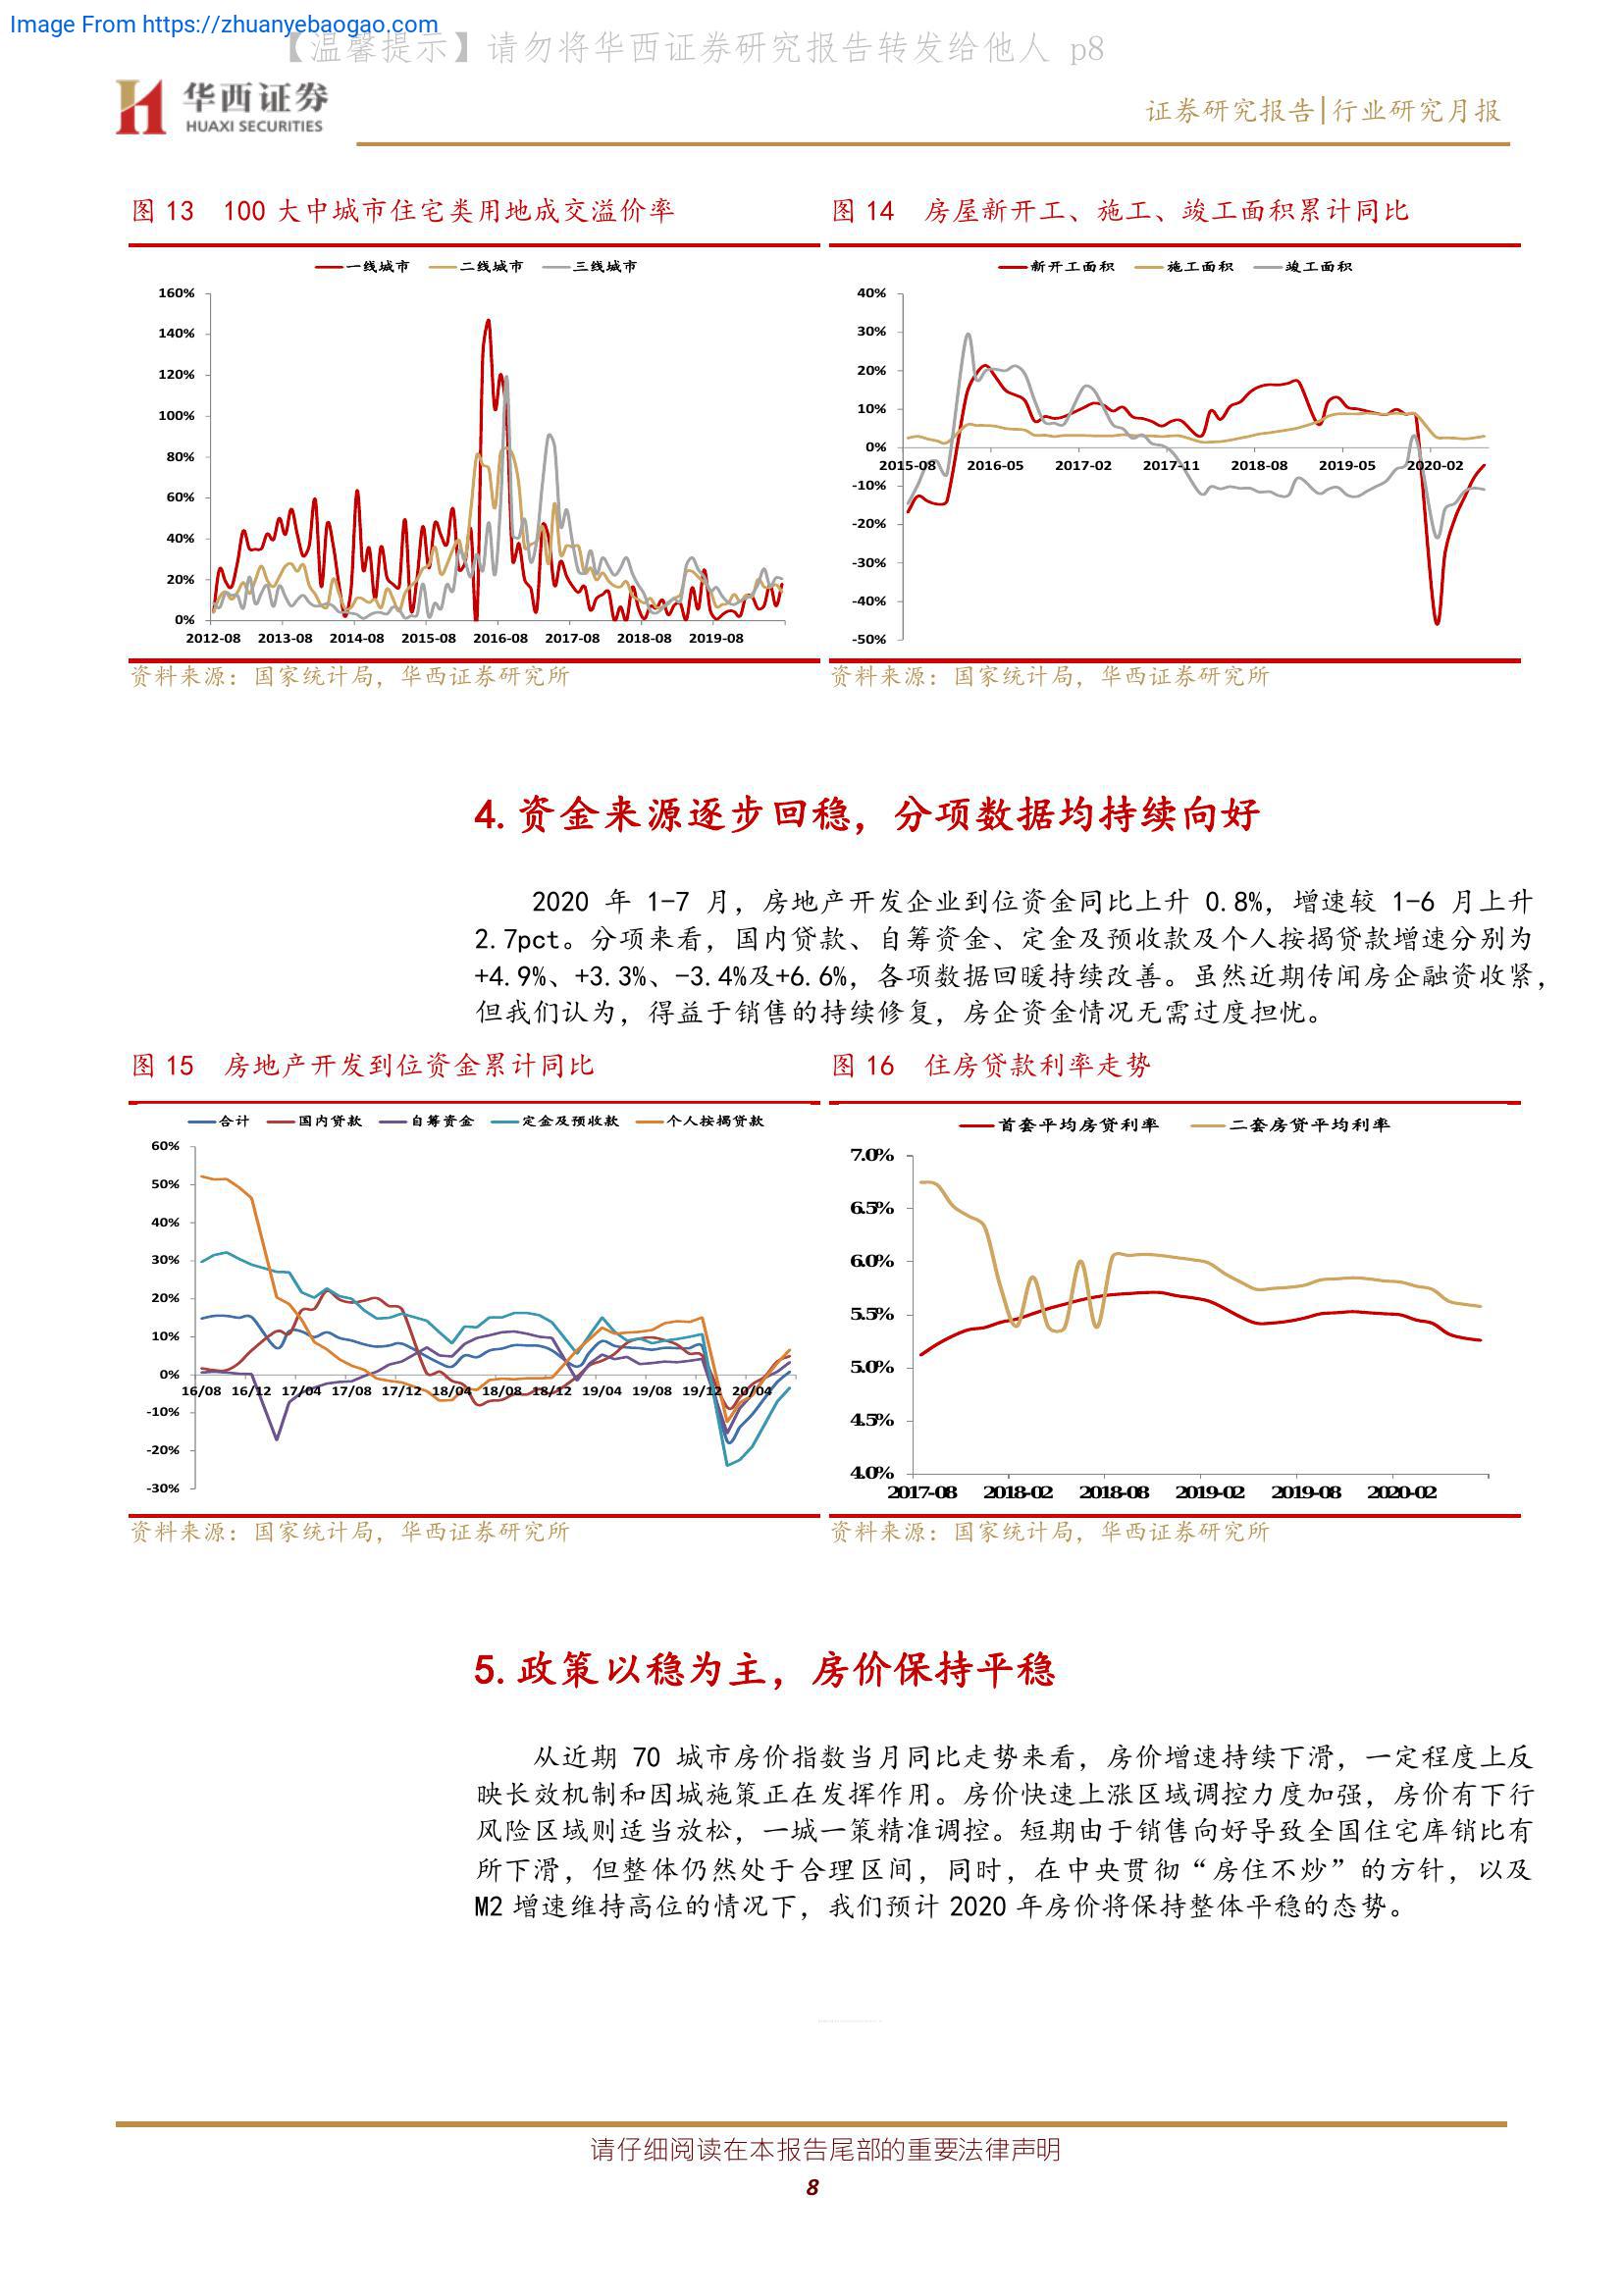 Image From https://zhuanyebaogao.com
【温馨提示】请勿将华西证券研究报告转发给他人 p8
华西证券
HUAXI SECURITIES
证券研究报告|行业研究月报
图 13 100 大中城市住宅类用地成交溢价率
一线城市 二线城市 三线城市
160%
140%
120%
100%
80%
60%
40%
20%
0%
2012-08 2013-08 2014-08 2015-08 2016-08 2017-08 2018-08 2019-08
资料来源：国家统计局，华西证券研究所
图 14 房屋新开工、施工、竣工面积累计同比
新开工面积 施工面积 竣工面积
40%
30%
20%
10%
0%
-10%
-20%
-30%
-40%
-50%
2015-08 2016-05 2017-02 2017-11 2018-08 2019-05 2020-02
资料来源：国家统计局，华西证券研究所
4. 资金来源逐步回稳，分项数据均持续向好
2020 年 1-7 月，房地产开发企业到位资金同比上升 0.8%，增速较 1-6 月上升
2.7pct。分项来看，国内贷款、自筹资金、定金及预收款及个人按揭贷款增速分别为
+4.9%、+3.3%、-3.4%及+6.6%，各项数据回暖持续改善。虽然近期传闻房企融资收紧，
但我们认为，得益于销售的持续修复，房企资金情况无需过度担忧。
图 15 房地产开发到位资金累计同比
合计 国内贷款 自筹资金 定金及预收款 个人按揭贷款
60%
50%
40%
30%
20%
10%
0%
-10%
-20%
-30%
16/08 16/12 17/04 17/08 17/12 18/04 18/08 18/12 19/04 19/08 19/12 20/04
资料来源：国家统计局，华西证券研究所
图 16 住房贷款利率走势
首套平均房贷利率 二套房贷平均利率
7.0%
6.5%
6.0%
5.5%
5.0%
4.5%
4.0%
2017-08 2018-02 2018-08 2019-02 2019-08 2020-02
资料来源：国家统计局，华西证券研究所
5. 政策以稳为主，房价保持平稳
从近期 70 城市房价指数当月同比走势来看，房价增速持续下滑，一定程度上反
映长效机制和因城施策正在发挥作用。房价快速上涨区域调控力度加强，房价有下行
风险区域则适当放松，一城一策精准调控。短期由于销售向好导致全国住宅库销比有
所下滑，但整体仍然处于合理区间，同时，在中央贯彻“房住不炒”的方针，以及
M2 增速维持高位的情况下，我们预计 2020 年房价将保持整体平稳的态势。
请仔细阅读在本报告尾部的重要法律声明
8